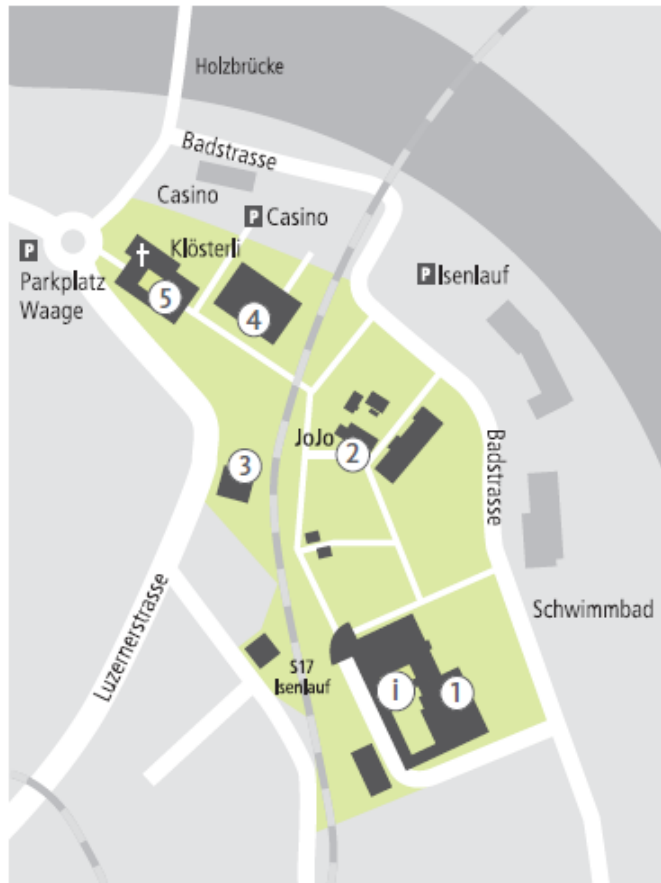 Holzbrücke
Badstrasse
Casino
P Casino
Klösterli
P
Parkplatz
Waage
5
4
P Isenlauf
JoJo
2
3
Badstrasse
Luzernerstrasse
Schwimmbad
S17
Isenlauf
i
1